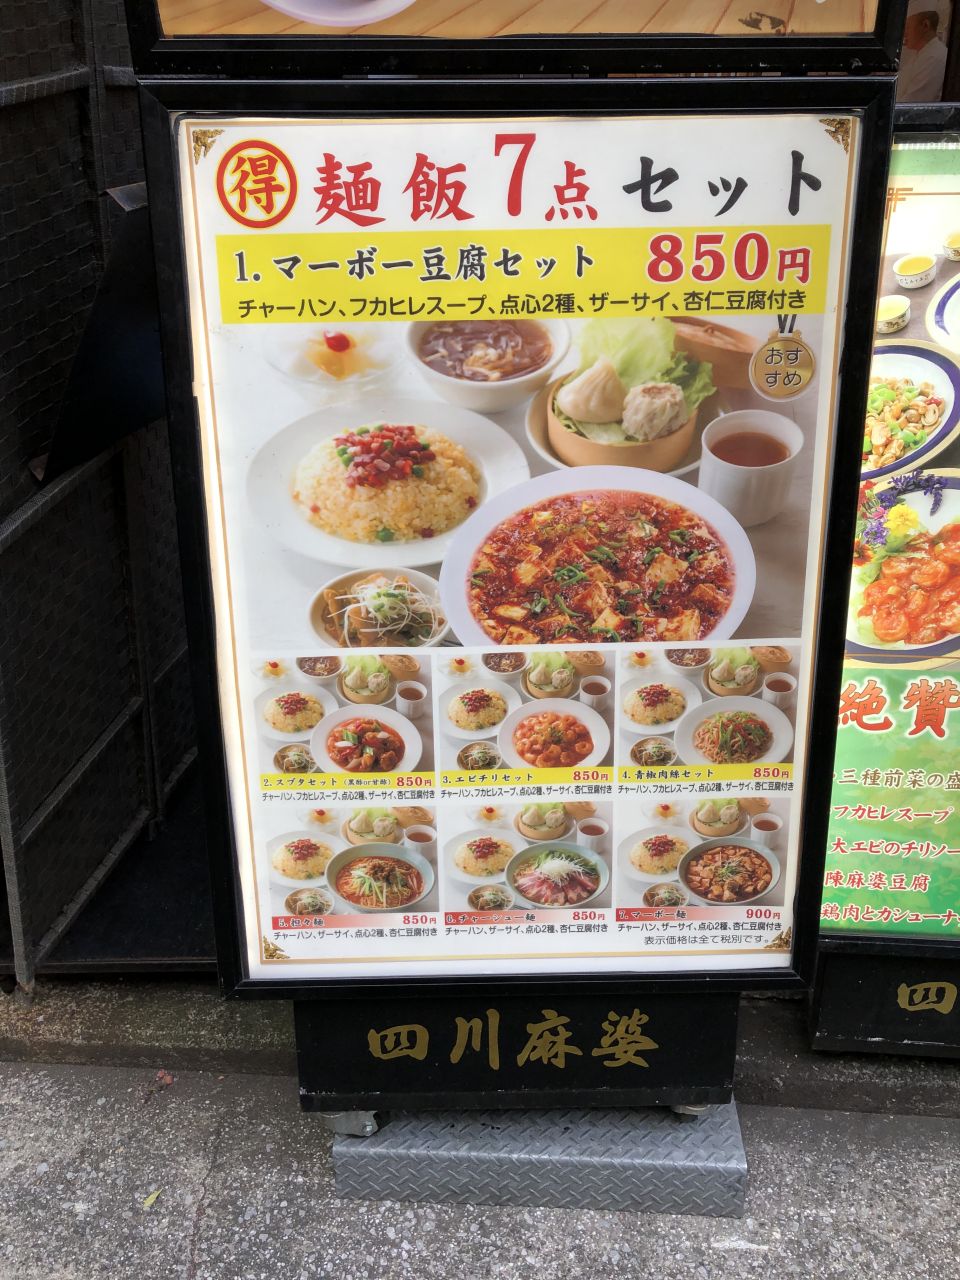 得 麺飯7点セット
1.マーボー豆腐セット 850円
チャーハン、フカヒレスープ、点心2種、ザーサイ、杏仁豆腐付き
おす
すめ
2.スブタセット(黒酢or甘酢) 850円
チャーハン、フカヒレスープ、点心2種、ザーサイ、杏仁豆腐付き
3.エビチリセット 850円
チャーハン、フカヒレスープ、点心2種、ザーサイ、杏仁豆腐付き
4.青椒肉絲セット 850円
チャーハン、フカヒレスープ、点心2種、ザーサイ、杏仁豆腐付き
5.担々麺 850円
チャーハン、ザーサイ、点心2種、杏仁豆腐付き
6.チャーシュー麺 850円
チャーハン、ザーサイ、点心2種、杏仁豆腐付き
7.マーボー麺 900円
チャーハン、ザーサイ、点心2種、杏仁豆腐付き
表示価格は全て税別です。
四川麻婆
絶賛
三種前菜の盛
フカヒレスープ
大エビのチリソー
陳麻婆豆腐
鶏肉とカシューナ
四